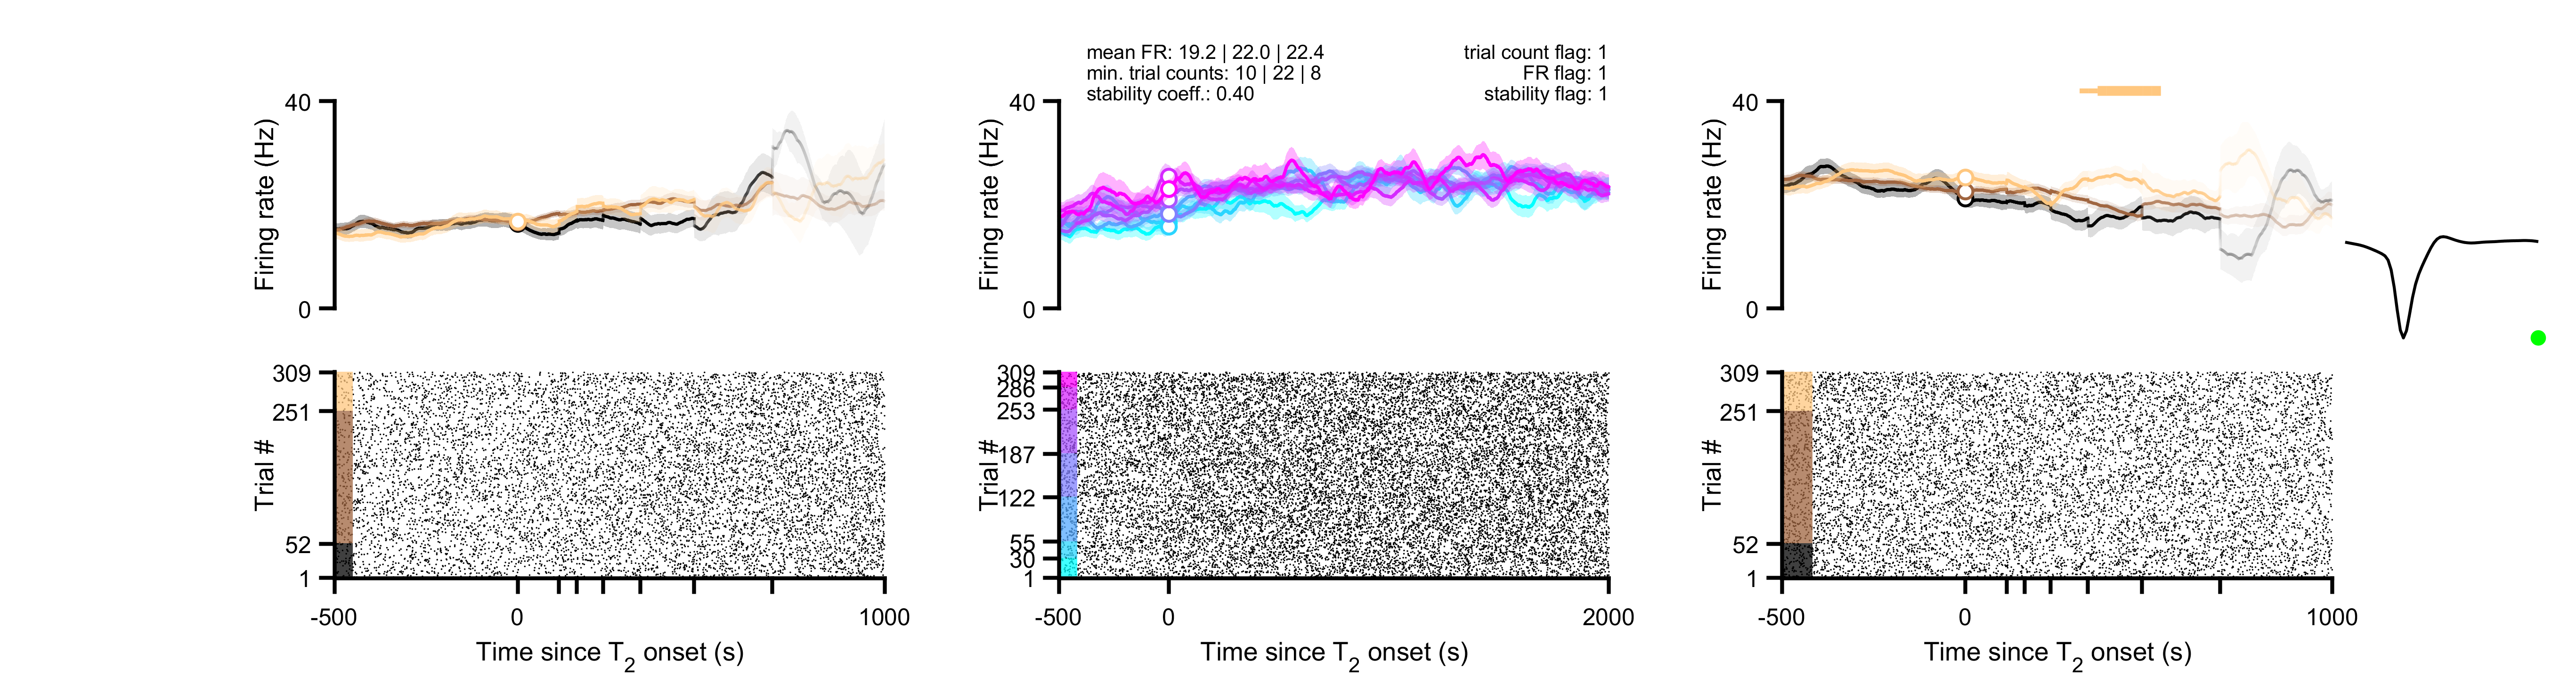 mean FR: 19.2 | 22.0 | 22.4
min. trial counts: 10 | 22 | 8
stability coeff.: 0.40
trial count flag: 1
FR flag: 1
stability flag: 1
40
Firing rate (Hz)
0
40
Firing rate (Hz)
0
40
Firing rate (Hz)
0
309
251
Trial #
52
1
-500
0
1000
Time since T2 onset (s)
309
286
253
187
Trial #
122
55
30
1
-500
0
2000
Time since T2 onset (s)
309
251
Trial #
52
1
-500
0
1000
Time since T2 onset (s)